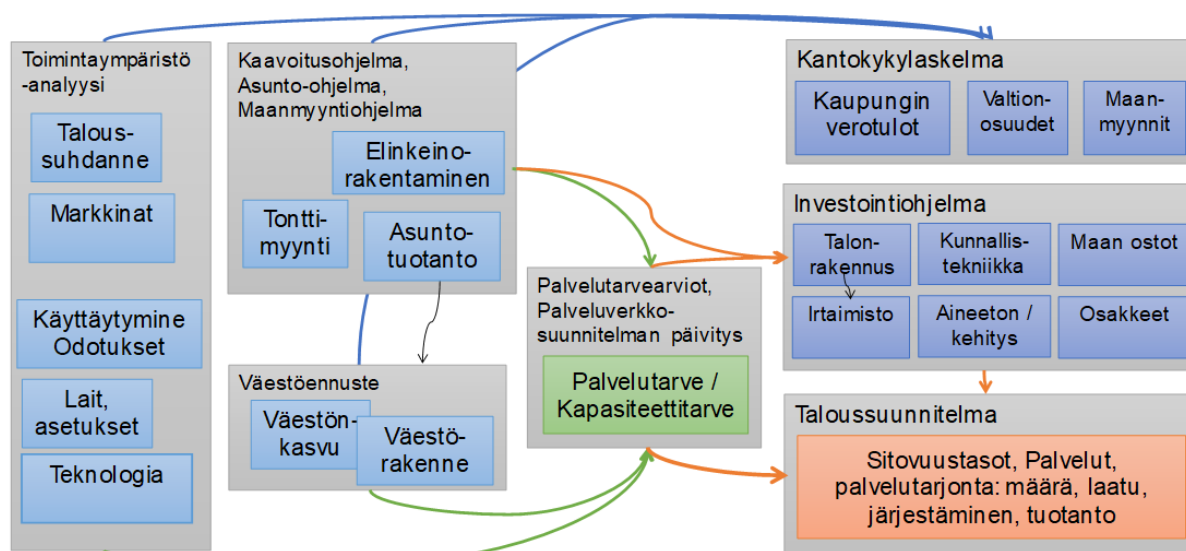 Toimintaympäristö
-analyysi
Talous-
suhdanne
Markkinat
Käyttäytymine
Odotukset
Lait,
asetukset
Teknologia
Kaavoitusohjelma,
Asunto-ohjelma,
Maanmyyntiohjelma
Elinkeino-
rakentaminen
Tontti-
myynti
Asunto-
tuotanto
Väestöennuste
Väestön-
kasvu
Väestö-
rakenne
Palvelutarvearviot,
Palveluverkko-
suunnitelman päivitys
Palvelutarve /
Kapasiteettitarve
Kantokykylaskelma
Kaupungin
verotulot
Valtion-
osuudet
Maan-
myynnit
Investointiohjelma
Talon-
rakennus
Kunnallis-
tekniikka
Maan ostot
Irtaimisto
Aineeton /
kehitys
Osakkeet
Taloussuunnitelma
Sitovuustasot, Palvelut,
palvelutarjonta: määrä, laatu,
järjestäminen, tuotanto